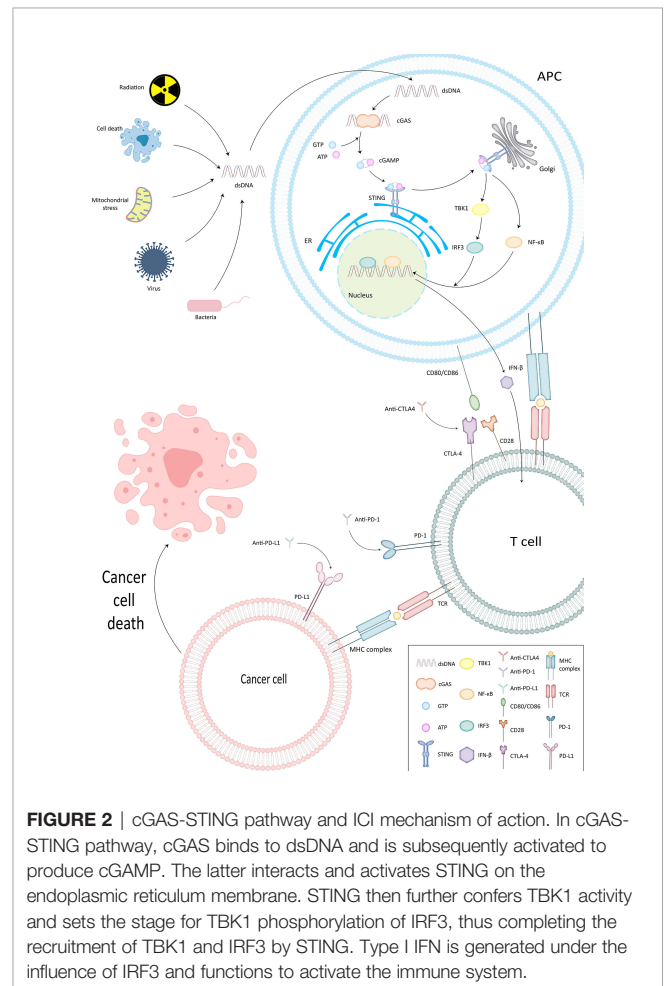 APC
Radiation
dsDNA
cGAS
Cell death
GTP
ATP
cGAMP
Golgi
dsDNA
STING
Mitochondrial
stress
TBK1
ER
IRF3
NF-κB
Virus
Nucleus
Bacteria
CD80/CD86
IFN-β
Anti-CTLA4
CD28
CTLA-4
Anti-PD-1
PD-1
T cell
Anti-PD-L1
Cancer
cell
death
PD-L1
TCR
MHC complex
Cancer cell
dsDNA
TBK1
Anti-CTLA4
MHC
complex
Anti-PD-1
cGAS
NF-κB
Anti-PD-L1
TCR
GTP
CD80/CD86
ATP
IRF3
CD28
PD-1
STING
IFN-β
CTLA-4
PD-L1
FIGURE 2 | cGAS-STING pathway and ICI mechanism of action. In cGAS-
STING pathway, cGAS binds to dsDNA and is subsequently activated to
produce cGAMP. The latter interacts and activates STING on the
endoplasmic reticulum membrane. STING then further confers TBK1 activity
and sets the stage for TBK1 phosphorylation of IRF3, thus completing the
recruitment of TBK1 and IRF3 by STING. Type I IFN is generated under the
influence of IRF3 and functions to activate the immune system.